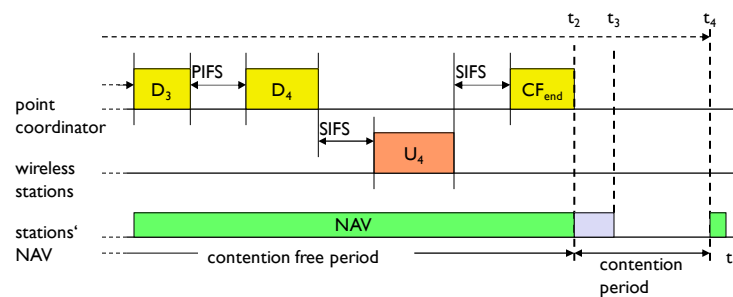 t2 t3 t4
PIFS SIFS
D3 D4 CFend
point
coordinator
SIFS
U4
wireless
stations
stations‘
NAV
NAV
t
contention free period
contention
period